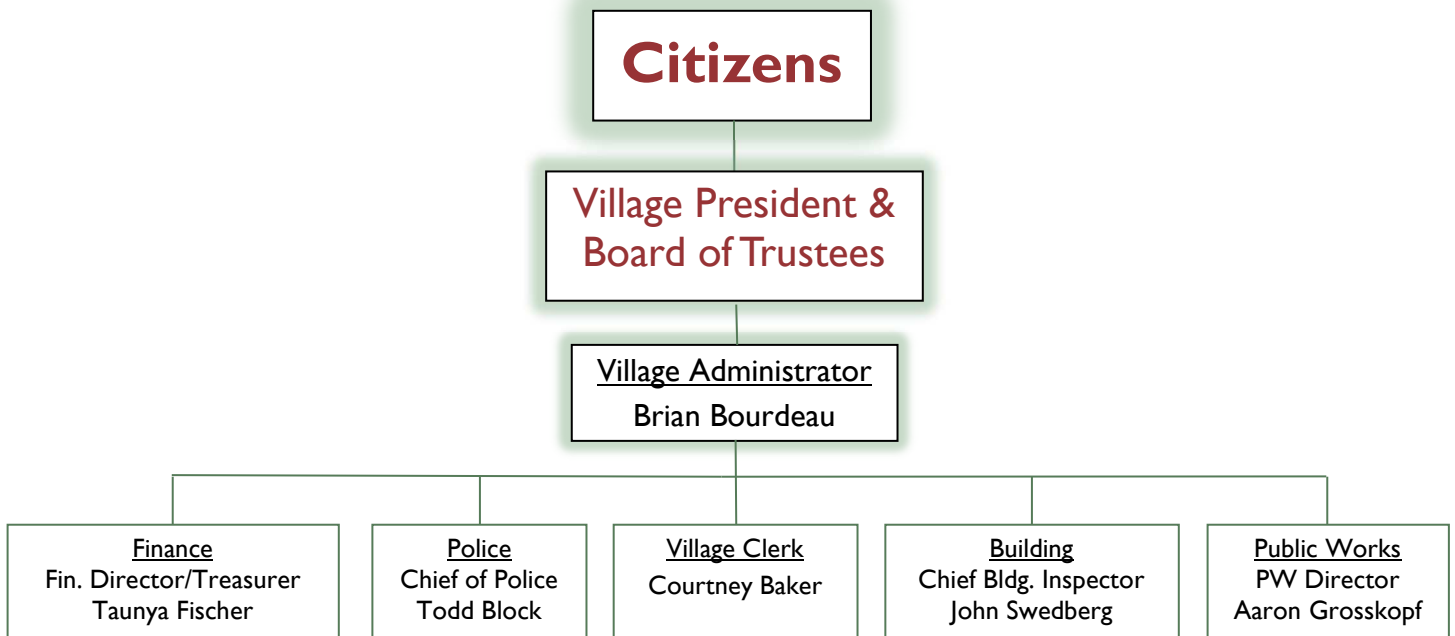 Citizens
Village President &
Board of Trustees
Village Administrator
Brian Bourdeau
Finance
Fin. Director/Treasurer
Taunya Fischer
Police
Chief of Police
Todd Block
Village Clerk
Courtney Baker
Building
Chief Bldg. Inspector
John Swedberg
Public Works
PW Director
Aaron Grosskopf